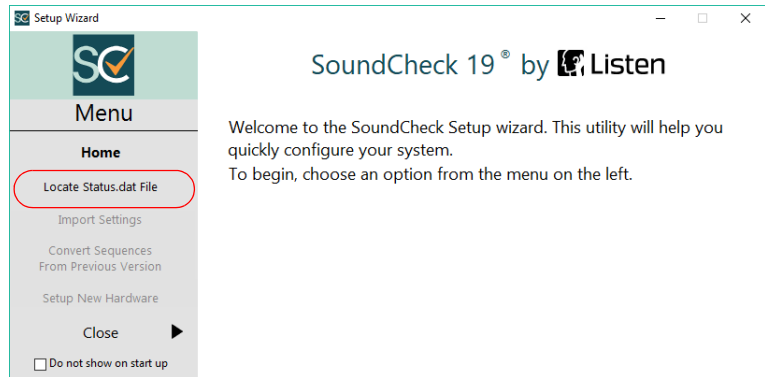 SC Setup Wizard
SC
Menu
Home
Locate Status.dat File
Import Settings
Convert Sequences
From Previous Version
Setup New Hardware
Close
Do not show on start up
SoundCheck 19 ® by Listen
Welcome to the SoundCheck Setup wizard. This utility will help you
quickly configure your system.
To begin, choose an option from the menu on the left.